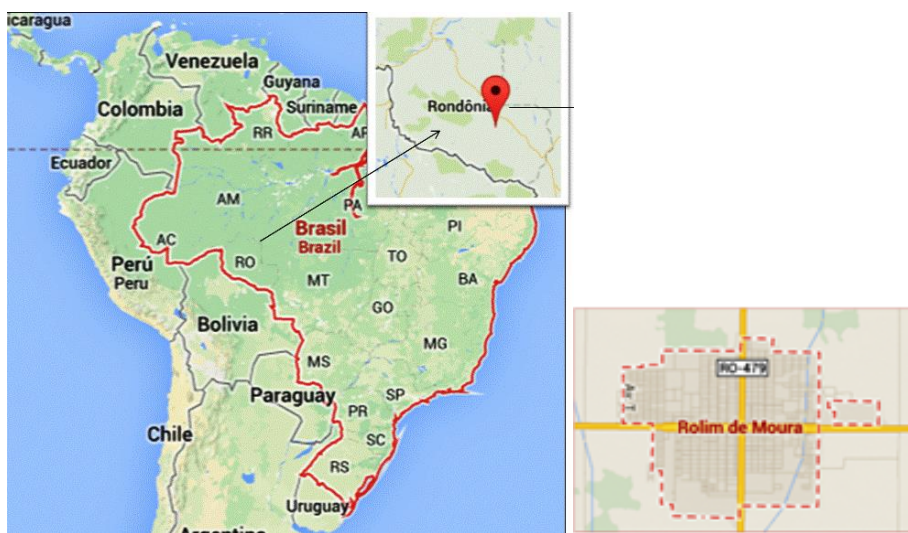 icaragua
Venezuela
Guyana
Suriname
Colombia
RR
AP
Ecuador
AM
PA
Brasil
Brazil
PI
AC
RO
TO
MT
BA
Perú
Peru
GO
Bolivia
MG
MS
SP
Paraguay
PR
Chile
SC
RS
Uruguay
Argentina
Rondônia
RO-479
Rolim de Moura